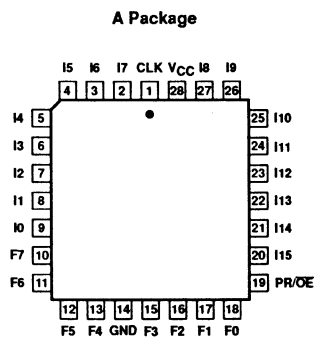 A Package
I5 I6 I7 CLK VCC I8 I9
4 3 2 1 28 27 26
I4 5 25 I10
I3 6 24 I11
I2 7 23 I12
I1 8 22 I13
I0 9 21 I14
F7 10 20 I15
F6 11 19 PR/OE
12 13 14 15 16 17 18
F5 F4 GND F3 F2 F1 F0